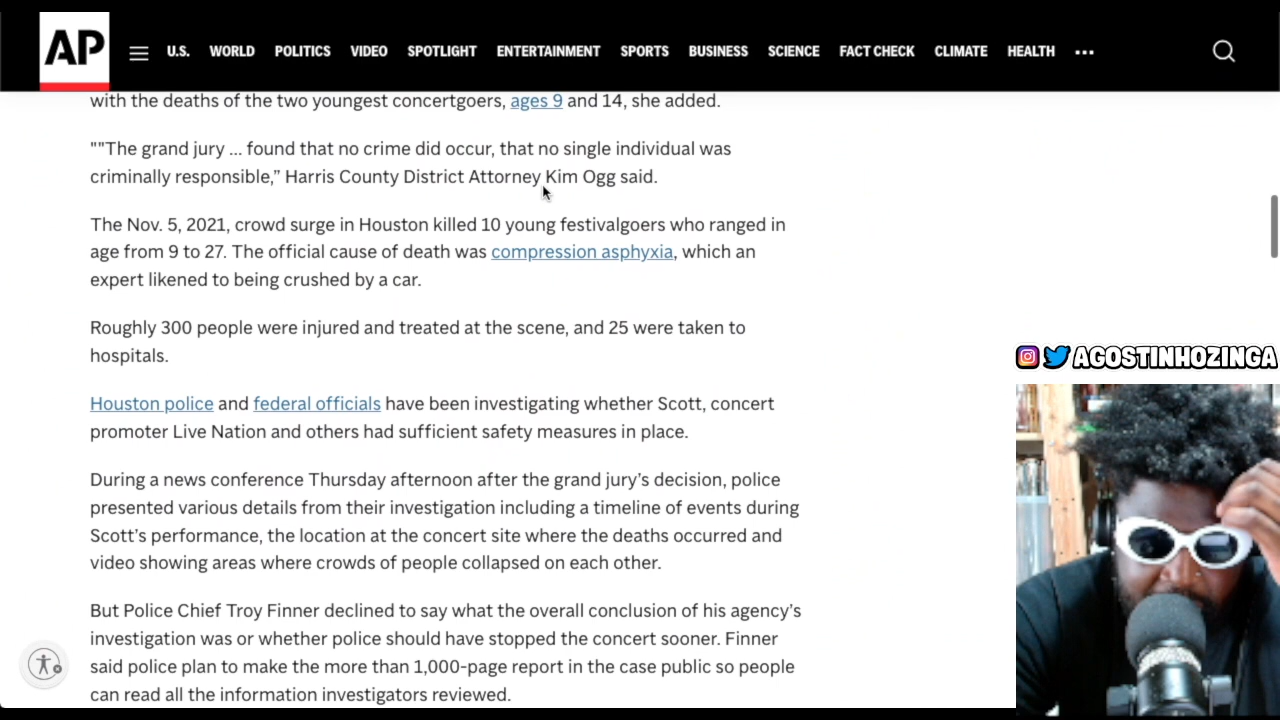 AP
U.S. WORLD POLITICS VIDEO SPOTLIGHT ENTERTAINMENT SPORTS BUSINESS SCIENCE FACT CHECK CLIMATE HEALTH
with the deaths of the two youngest concertgoers, ages 9 and 14, she added.
""The grand jury ... found that no crime did occur, that no single individual was
criminally responsible,” Harris County District Attorney Kim Ogg said.
The Nov. 5, 2021, crowd surge in Houston killed 10 young festivalgoers who ranged in
age from 9 to 27. The official cause of death was compression asphyxia, which an
expert likened to being crushed by a car.
Roughly 300 people were injured and treated at the scene, and 25 were taken to
hospitals.
Houston police and federal officials have been investigating whether Scott, concert
promoter Live Nation and others had sufficient safety measures in place.
During a news conference Thursday afternoon after the grand jury’s decision, police
presented various details from their investigation including a timeline of events during
Scott’s performance, the location at the concert site where the deaths occurred and
video showing areas where crowds of people collapsed on each other.
But Police Chief Troy Finner declined to say what the overall conclusion of his agency’s
investigation was or whether police should have stopped the concert sooner. Finner
said police plan to make the more than 1,000-page report in the case public so people
can read all the information investigators reviewed.
AGOSTINHOZINGA